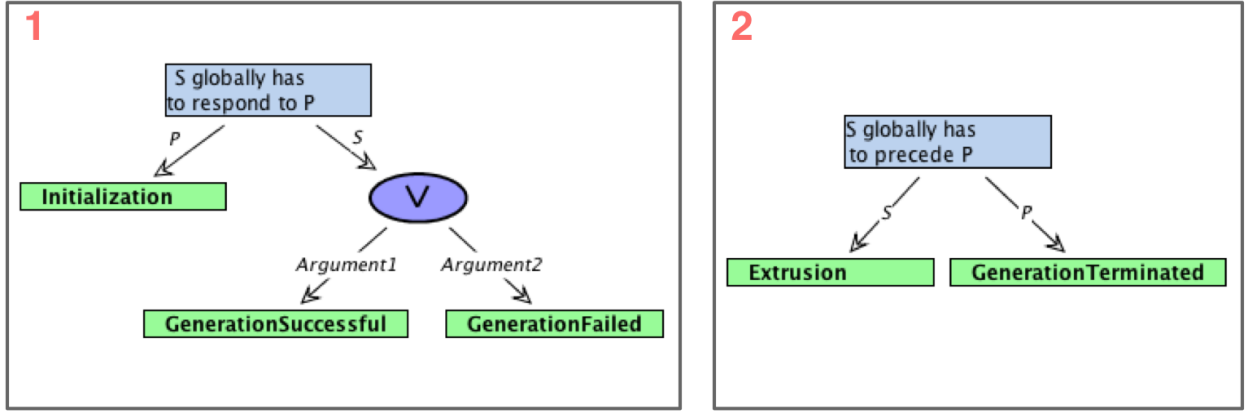 1
S globally has
to respond to P
P
S
Initialization
V
Argument1
Argument2
GenerationSuccessful
GenerationFailed
2
S globally has
to precede P
S
P
Extrusion
GenerationTerminated